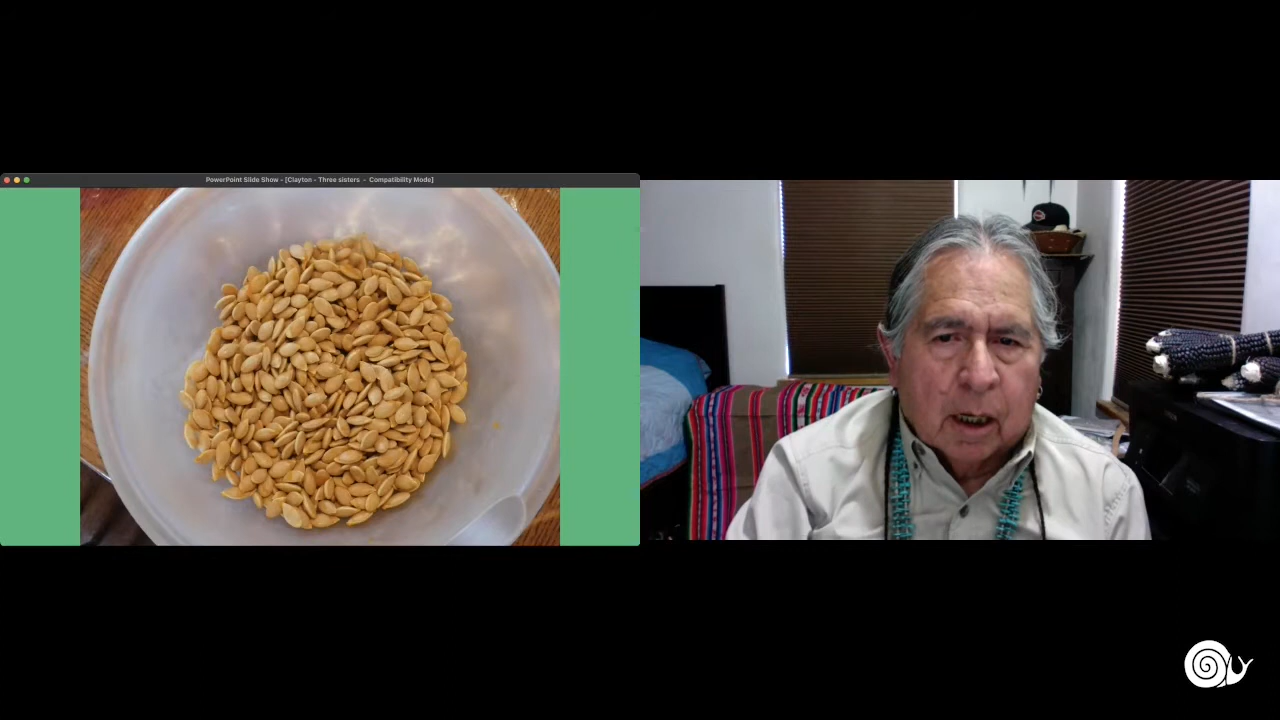 PowerPoint Slide Show - [Clayton - Three sisters - Compatibility Mode]